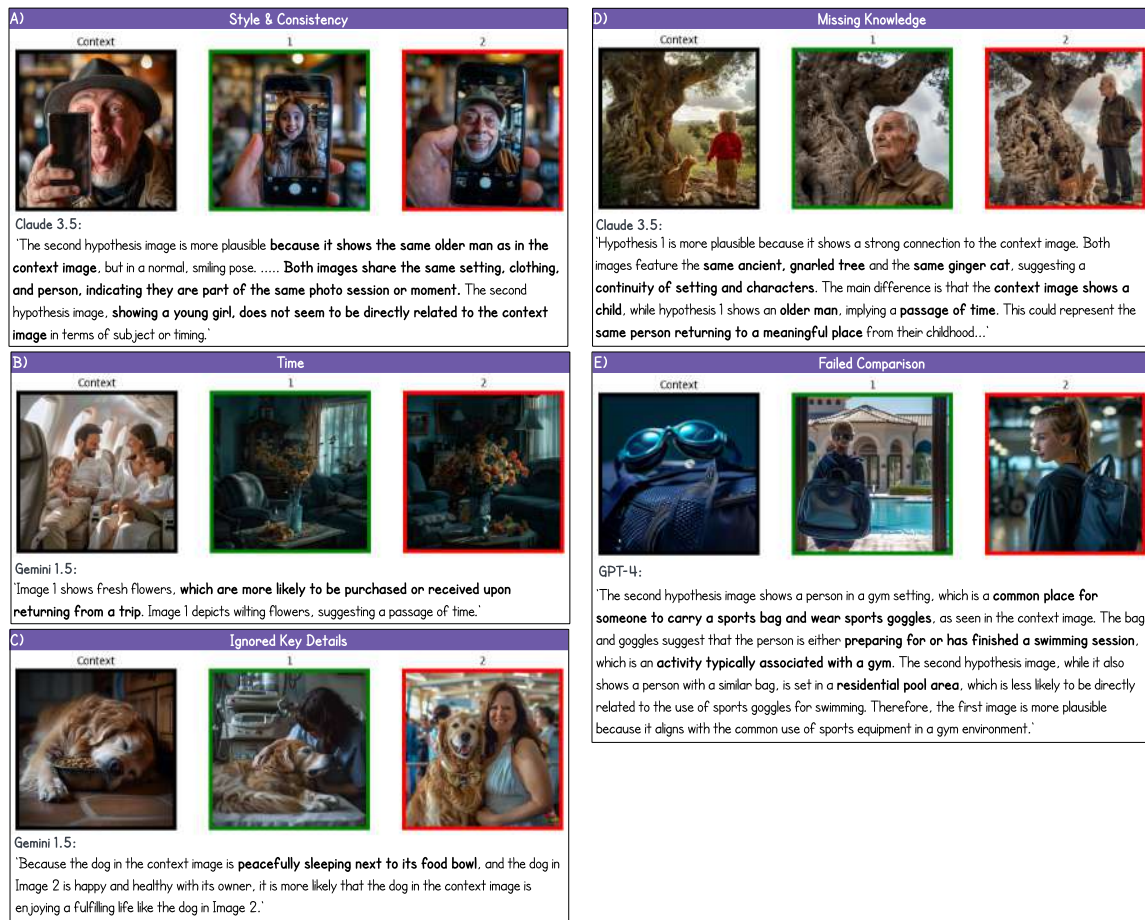 A) Style & Consistency
Context 1 2
Claude 3.5:
'The second hypothesis image is more plausible because it shows the same older man as in the
context image, but in a normal, smiling pose. ..... Both images share the same setting, clothing,
and person, indicating they are part of the same photo session or moment. The second
hypothesis image, showing a young girl, does not seem to be directly related to the context
image in terms of subject or timing.'
B) Time
Context 1 2
Gemini 1.5:
'Image 1 shows fresh flowers, which are more likely to be purchased or received upon
returning from a trip. Image 1 depicts wilting flowers, suggesting a passage of time.'
C) Ignored Key Details
Context 1 2
Gemini 1.5:
'Because the dog in the context image is peacefully sleeping next to its food bowl, and the dog in
Image 2 is happy and healthy with its owner, it is more likely that the dog in the context image is
enjoying a fulfilling life like the dog in Image 2.'
D) Missing Knowledge
Context 1 2
Claude 3.5:
'Hypothesis 1 is more plausible because it shows a strong connection to the context image. Both
images feature the same ancient, gnarled tree and the same ginger cat, suggesting a
continuity of setting and characters. The main difference is that the context image shows a
child, while hypothesis 1 shows an older man, implying a passage of time. This could represent the
same person returning to a meaningful place from their childhood...'
E) Failed Comparison
Context 1 2
GPT-4:
'The second hypothesis image shows a person in a gym setting, which is a common place for
someone to carry a sports bag and wear sports goggles, as seen in the context image. The bag
and goggles suggest that the person is either preparing for or has finished a swimming session,
which is an activity typically associated with a gym. The second hypothesis image, while it also
shows a person with a similar bag, is set in a residential pool area, which is less likely to be directly
related to the use of sports goggles for swimming. Therefore, the first image is more plausible
because it aligns with the common use of sports equipment in a gym environment.'